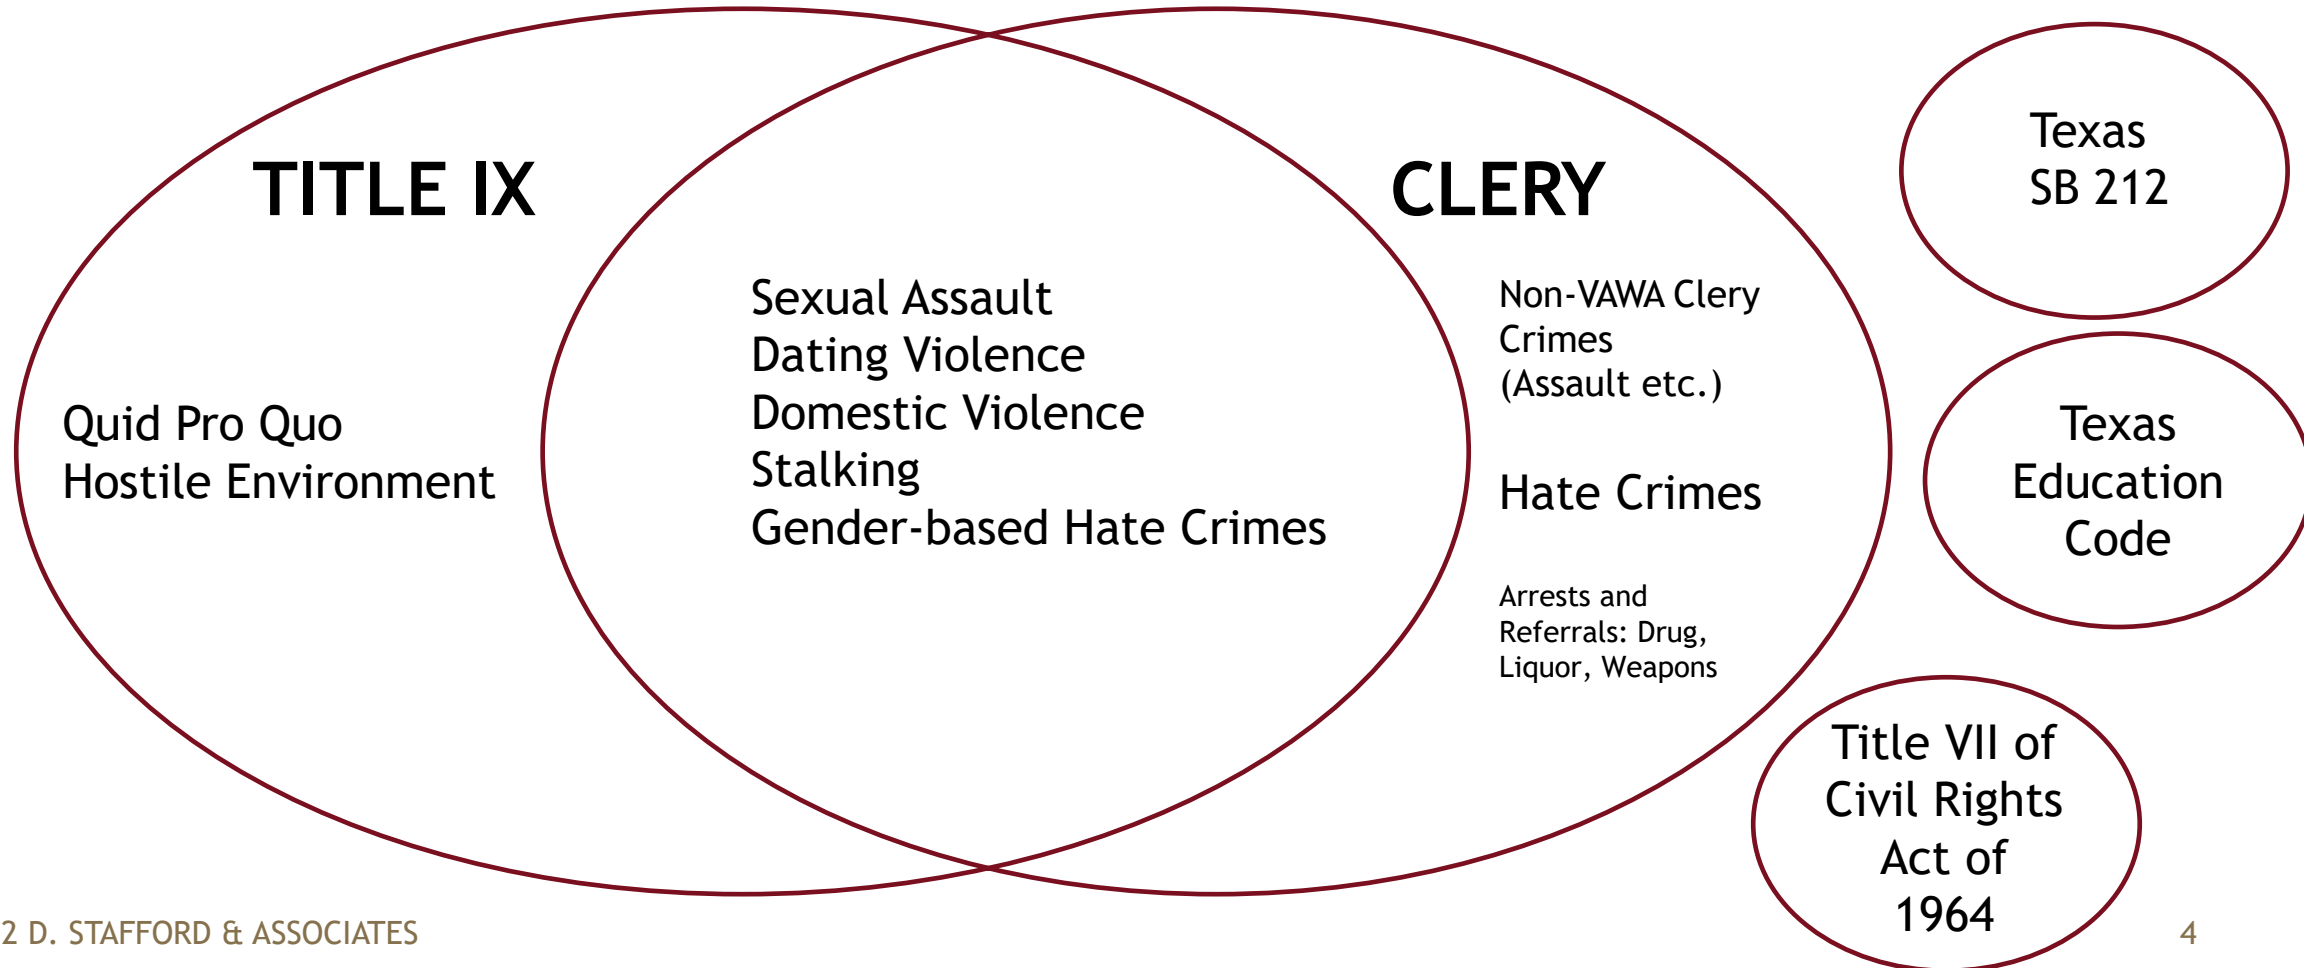 TITLE IX
Quid Pro Quo
Hostile Environment
Sexual Assault
Dating Violence
Domestic Violence
Stalking
Gender-based Hate Crimes
CLERY
Non-VAWA Clery
Crimes
(Assault etc.)
Hate Crimes
Arrests and
Referrals: Drug,
Liquor, Weapons
Texas
SB 212
Texas
Education
Code
Title VII of
Civil Rights
Act of
1964
2 D. STAFFORD & ASSOCIATES
4